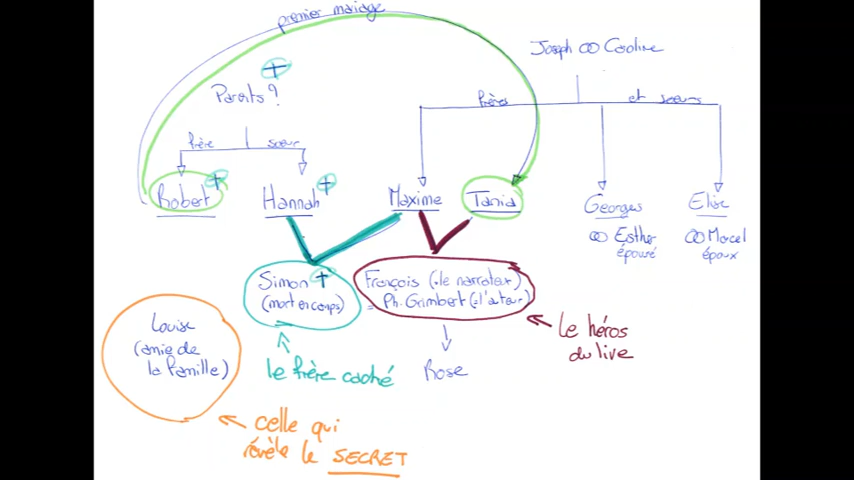 premier mariage
Joseph ꝏ Caroline
Parents ?
frères et sœurs
frère sœur
Robert
Hannah
Maxime
Tania
Georges
ꝏ Esther
épouse
Elise
ꝏ Marcel
époux
Simon
(mort en camps)
François (: le narrateur)
= Ph. Grimbert (: l'auteur)
Louise
(amie de
la famille)
le frère caché
Rose
le héros
du live
celle qui
révèle le SECRET